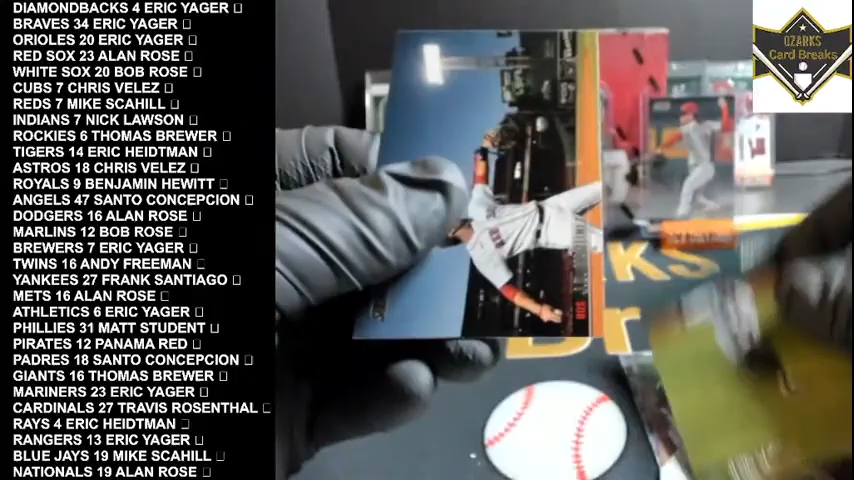 DIAMONDBACKS 4 ERIC YAGER
BRAVES 34 ERIC YAGER
ORIOLES 20 ERIC YAGER
RED SOX 23 ALAN ROSE
WHITE SOX 20 BOB ROSE
CUBS 7 CHRIS VELEZ
REDS 7 MIKE SCAHILL
INDIANS 7 NICK LAWSON
ROCKIES 6 THOMAS BREWER
TIGERS 14 ERIC HEIDTMAN
ASTROS 18 CHRIS VELEZ
ROYALS 9 BENJAMIN HEWITT
ANGELS 47 SANTO CONCEPCION
DODGERS 16 ALAN ROSE
MARLINS 12 BOB ROSE
BREWERS 7 ERIC YAGER
TWINS 16 ANDY FREEMAN
YANKEES 27 FRANK SANTIAGO
METS 16 ALAN ROSE
ATHLETICS 6 ERIC YAGER
PHILLIES 31 MATT STUDENT
PIRATES 12 PANAMA RED
PADRES 18 SANTO CONCEPCION
GIANTS 16 THOMAS BREWER
MARINERS 23 ERIC YAGER
CARDINALS 27 TRAVIS ROSENTHAL
RAYS 4 ERIC HEIDTMAN
RANGERS 13 ERIC YAGER
BLUE JAYS 19 MIKE SCAHILL
NATIONALS 19 ALAN ROSE
OZARKS
Card Breaks
BOS